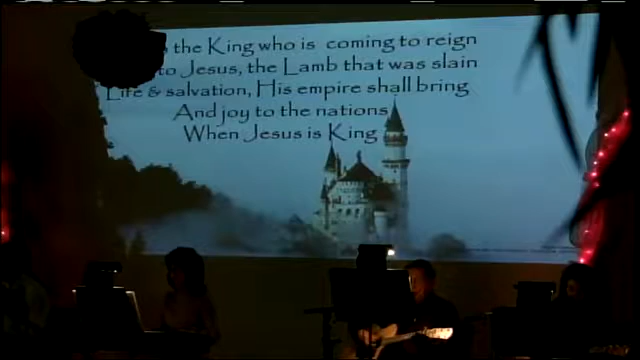 the King who is coming to reign
to Jesus, the Lamb that was slain
Life & salvation, His empire shall bring
And joy to the nations
When Jesus is King